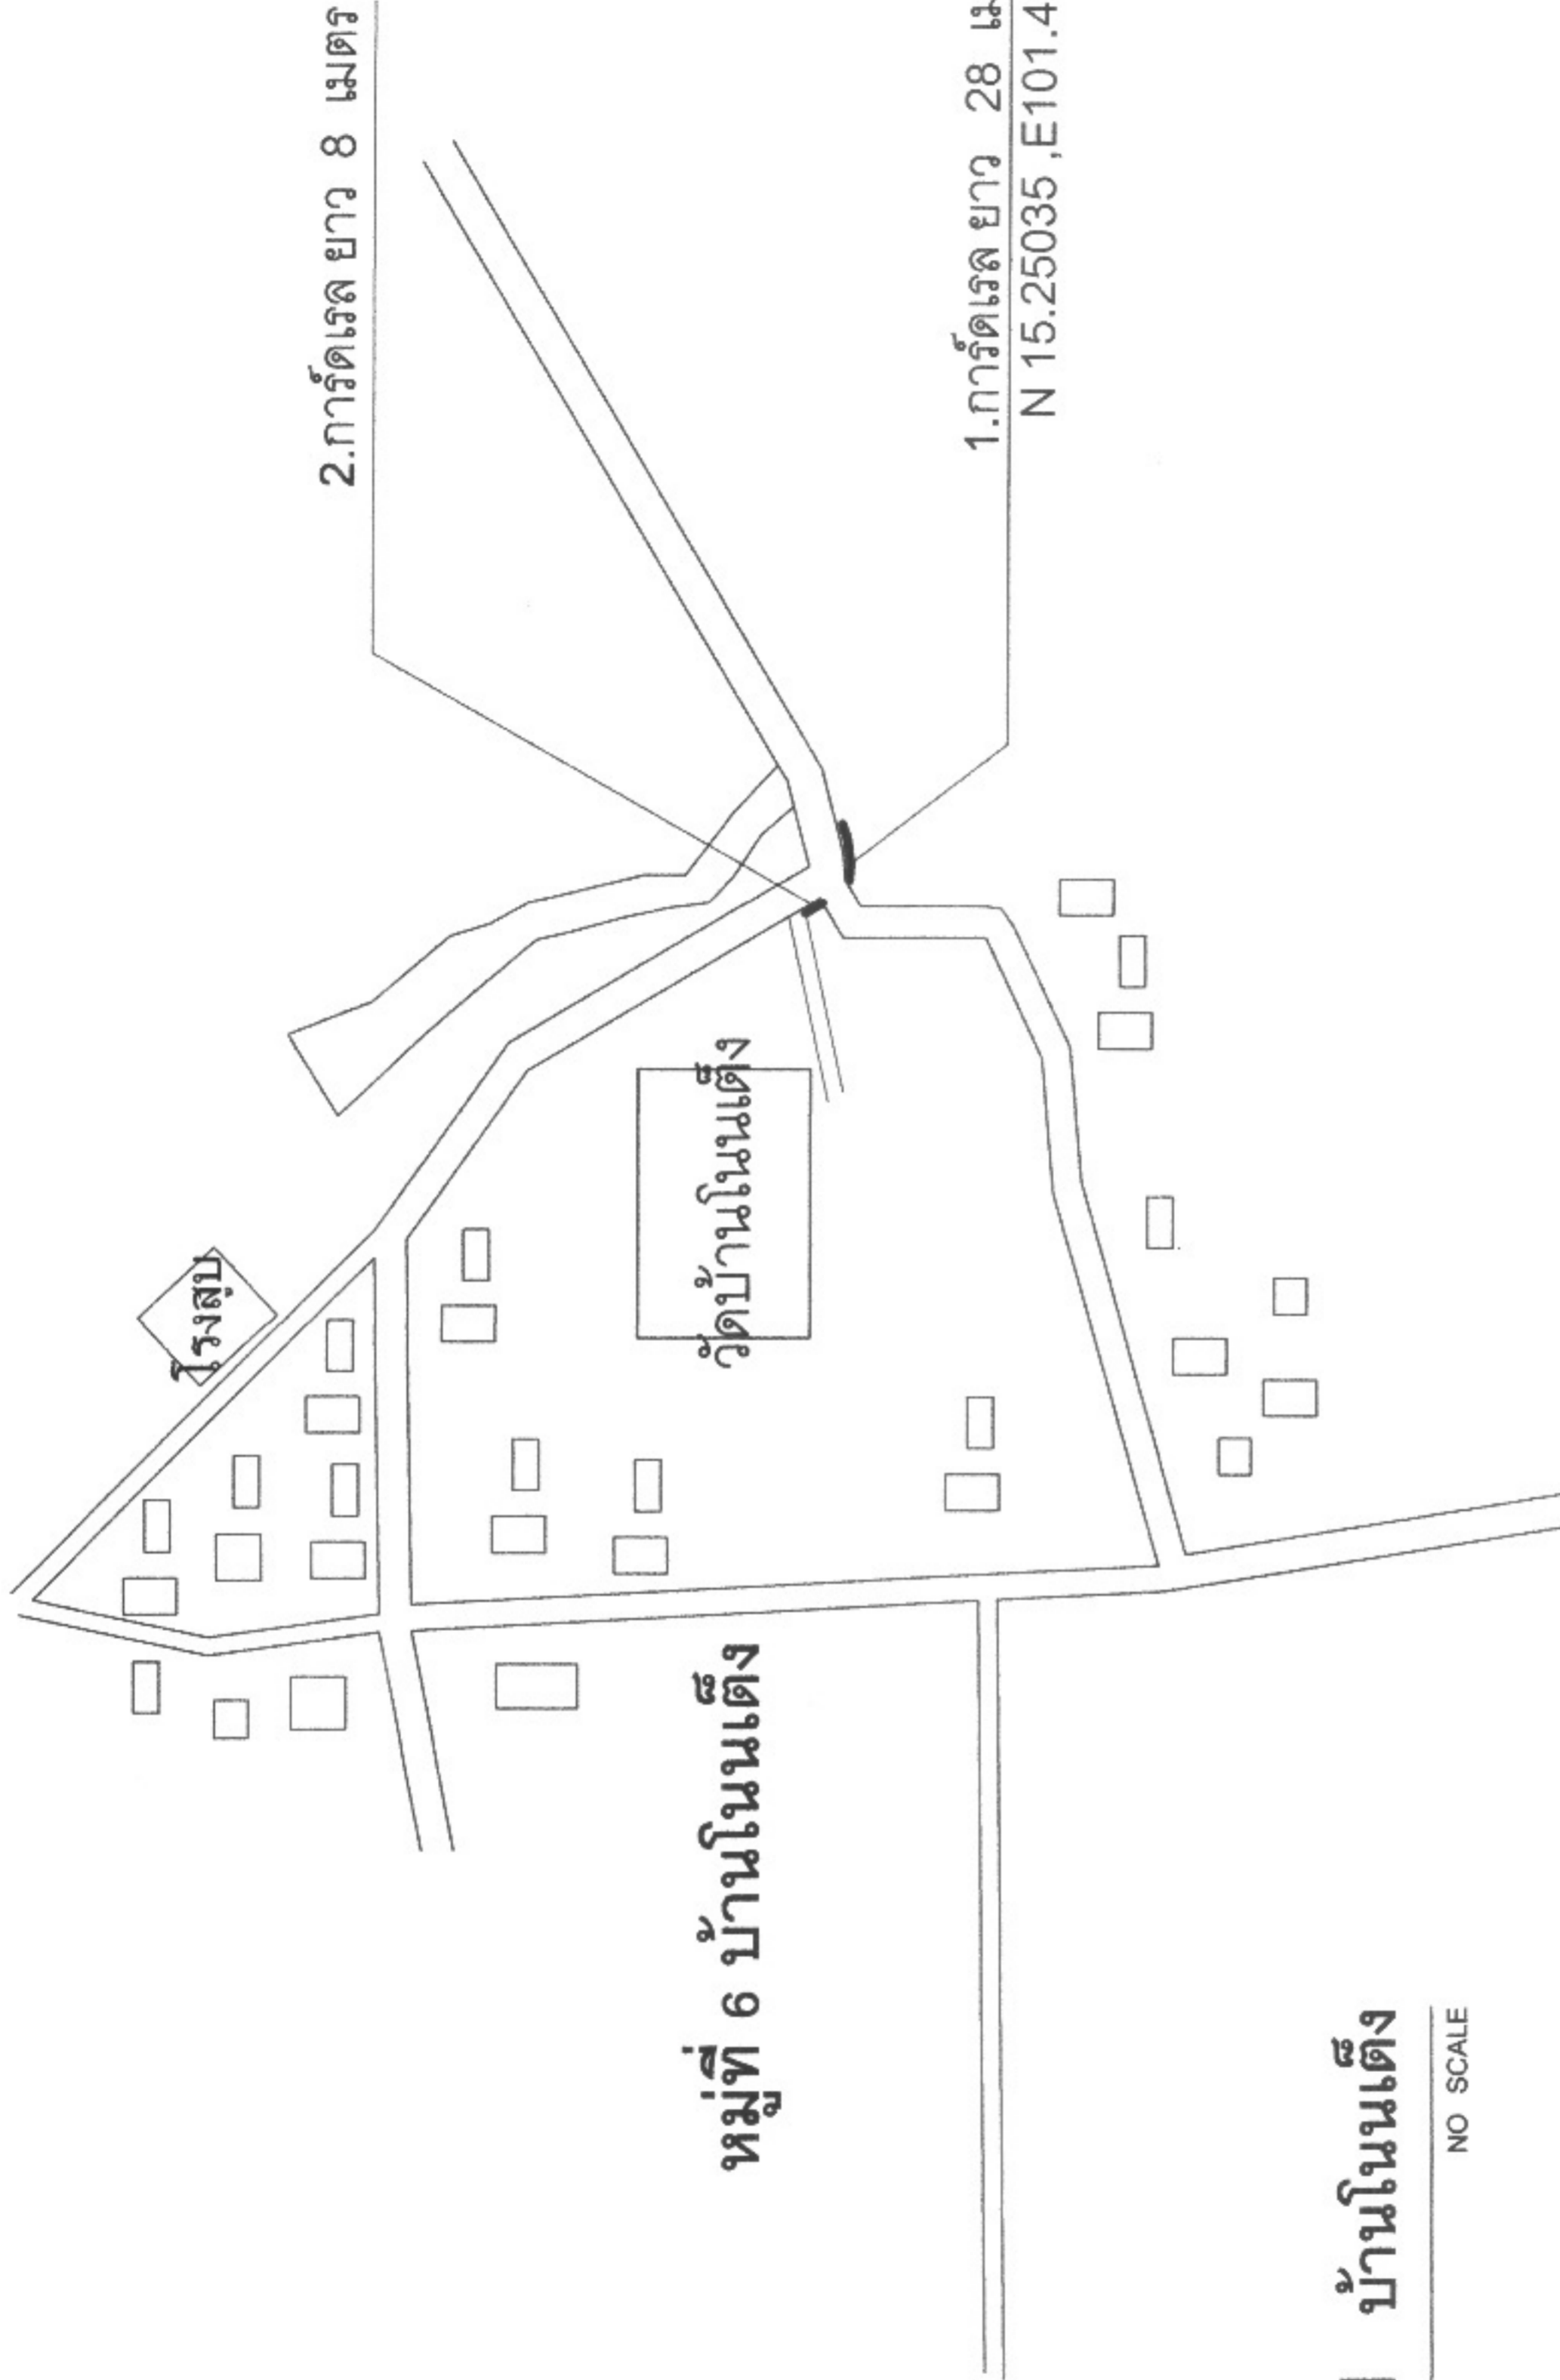 2.การ์ดเรล ยาว 8 เมตร
1.การ์ดเรล ยาว 28
N 15.25035 ,E101.4
โรงสูบ
วัดบ้านโนนเต็ง
หมู่ที่ 6 บ้านโนนเต็ง
บ้านโนนเต็ง
NO SCALE